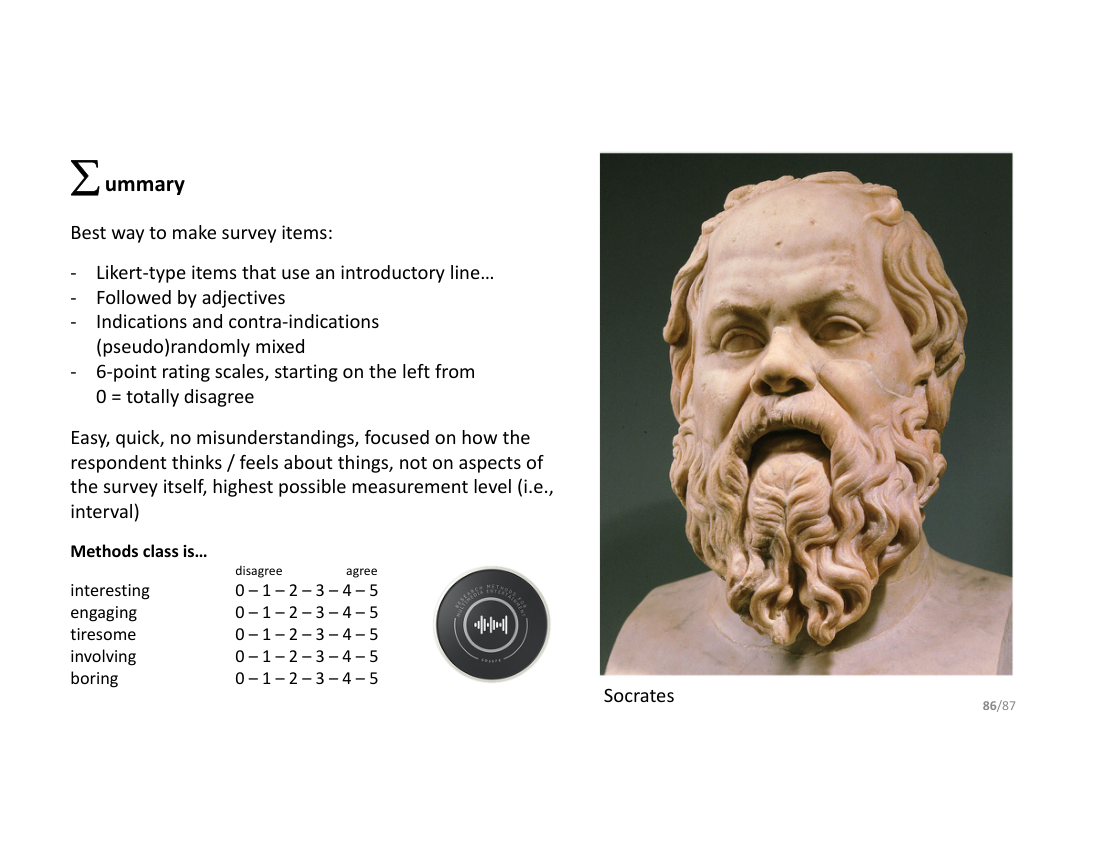 ∑ummary
Best way to make survey items:
- Likert-type items that use an introductory line…
- Followed by adjectives
- Indications and contra-indications
(pseudo)randomly mixed
- 6-point rating scales, starting on the left from
0 = totally disagree
Easy, quick, no misunderstandings, focused on how the
respondent thinks / feels about things, not on aspects of
the survey itself, highest possible measurement level (i.e.,
interval)
Methods class is…
disagree agree
interesting 0 – 1 – 2 – 3 – 4 – 5
engaging 0 – 1 – 2 – 3 – 4 – 5
tiresome 0 – 1 – 2 – 3 – 4 – 5
involving 0 – 1 – 2 – 3 – 4 – 5
boring 0 – 1 – 2 – 3 – 4 – 5
RESEARCH METHODS FOR
MULTIMEDIA ENTERTAINMENT
Socrates
86/87